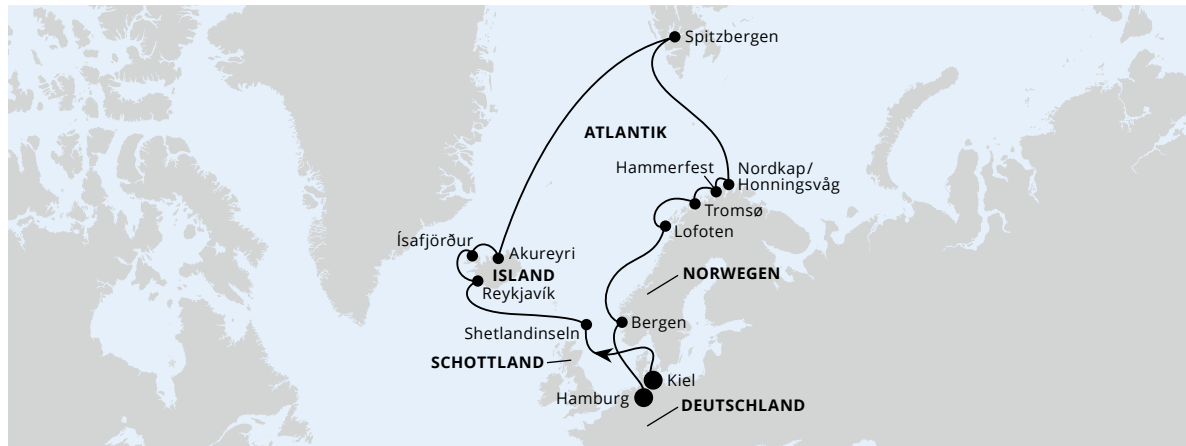 Spitzbergen
ATLANTIK
Hammerfest
Nordkap/
Honningsvåg
Tromsø
Lofoten
Ísafjörður
Akureyri
ISLAND
Reykjavík
NORWEGEN
Shetlandinseln
Bergen
SCHOTTLAND
Kiel
Hamburg
DEUTSCHLAND